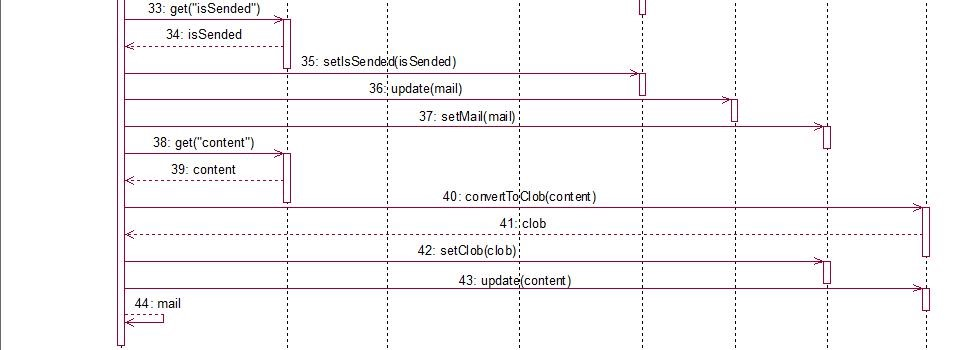 33: get("isSended")
34: isSended
35: setIsSended(isSended)
36: update(mail)
37: setMail(mail)
38: get("content")
39: content
40: convertToClob(content)
41: clob
42: setClob(clob)
43: update(content)
44: mail